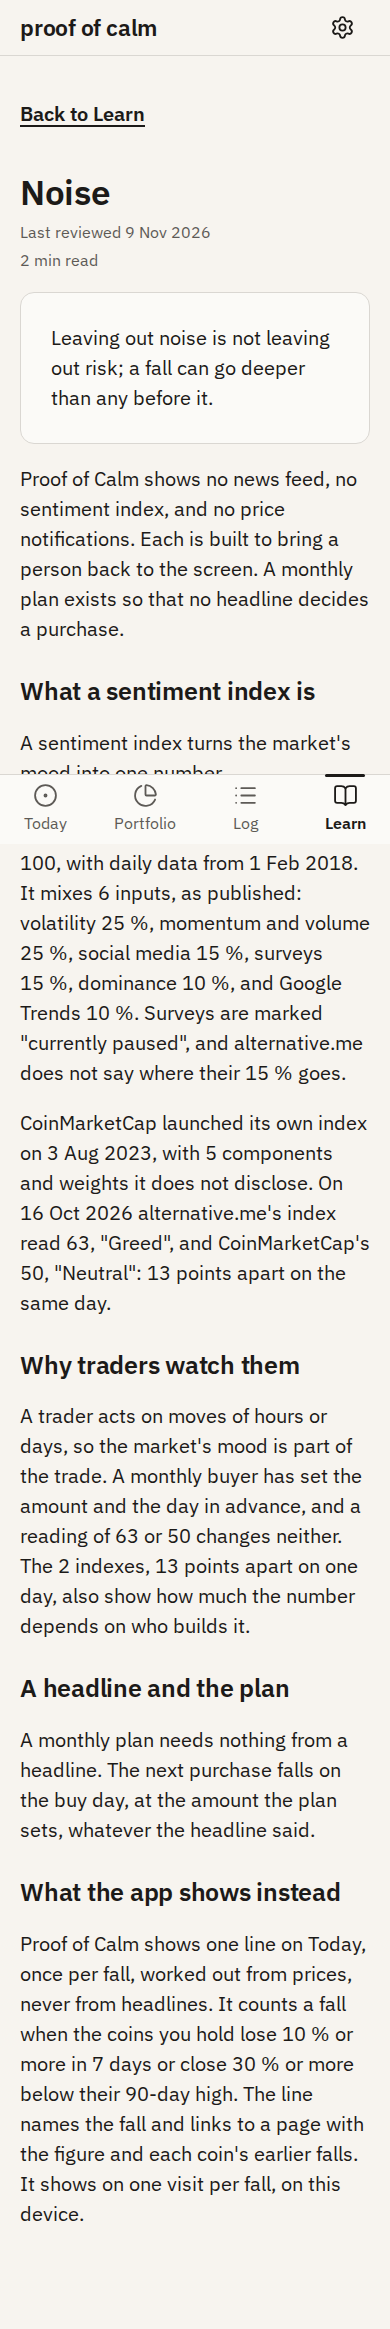 proof of calm
Back to Learn
Noise
Last reviewed 9 Nov 2026
2 min read
Leaving out noise is not leaving
out risk; a fall can go deeper
than any before it.
Proof of Calm shows no news feed, no
sentiment index, and no price
notifications. Each is built to bring a
person back to the screen. A monthly
plan exists so that no headline decides
a purchase.
What a sentiment index is
A sentiment index turns the market's
mood into one number
Today
Portfolio
Log
Learn
100, with daily data from 1 Feb 2018.
It mixes 6 inputs, as published:
volatility 25 %, momentum and volume
25 %, social media 15 %, surveys
15 %, dominance 10 %, and Google
Trends 10 %. Surveys are marked
"currently paused", and alternative.me
does not say where their 15 % goes.
CoinMarketCap launched its own index
on 3 Aug 2023, with 5 components
and weights it does not disclose. On
16 Oct 2026 alternative.me's index
read 63, "Greed", and CoinMarketCap's
50, "Neutral": 13 points apart on the
same day.
Why traders watch them
A trader acts on moves of hours or
days, so the market's mood is part of
the trade. A monthly buyer has set the
amount and the day in advance, and a
reading of 63 or 50 changes neither.
The 2 indexes, 13 points apart on one
day, also show how much the number
depends on who builds it.
A headline and the plan
A monthly plan needs nothing from a
headline. The next purchase falls on
the buy day, at the amount the plan
sets, whatever the headline said.
What the app shows instead
Proof of Calm shows one line on Today,
once per fall, worked out from prices,
never from headlines. It counts a fall
when the coins you hold lose 10 % or
more in 7 days or close 30 % or more
below their 90-day high. The line
names the fall and links to a page with
the figure and each coin's earlier falls.
It shows on one visit per fall, on this
device.